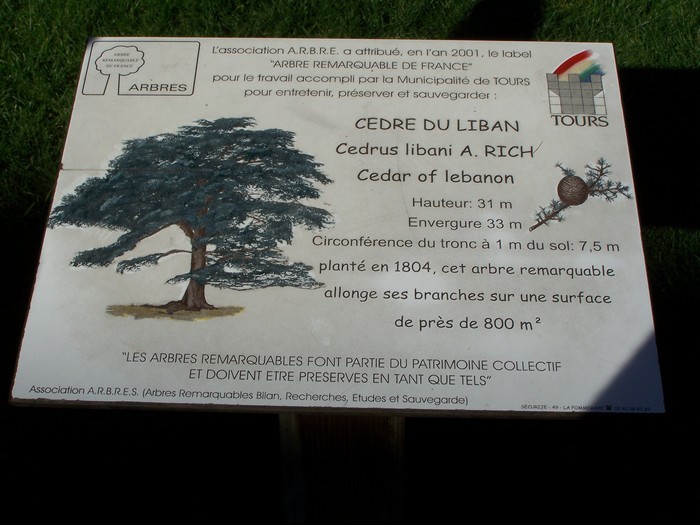 ARBRE
REMARQUABLE
DE FRANCE
ARBRES
L'association A.R.B.R.E. a attribué, en l'an 2001, le label
"ARBRE REMARQUABLE DE FRANCE"
pour le travail accompli par la Municipalité de TOURS
pour entretenir, préserver et sauvegarder :
TOURS
CEDRE DU LIBAN
Cedrus libani A. RICH
Cedar of lebanon
Hauteur: 31 m
Envergure 33 m
Circonférence du tronc à 1 m du sol: 7,5 m
planté en 1804, cet arbre remarquable
allonge ses branches sur une surface
de près de 800 m²
"LES ARBRES REMARQUABLES FONT PARTIE DU PATRIMOINE COLLECTIF
ET DOIVENT ETRE PRESERVES EN TANT QUE TELS"
Association A.R.B.R.E.S. (Arbres Remarquables Bilan, Recherches, Etudes et Sauvegarde)